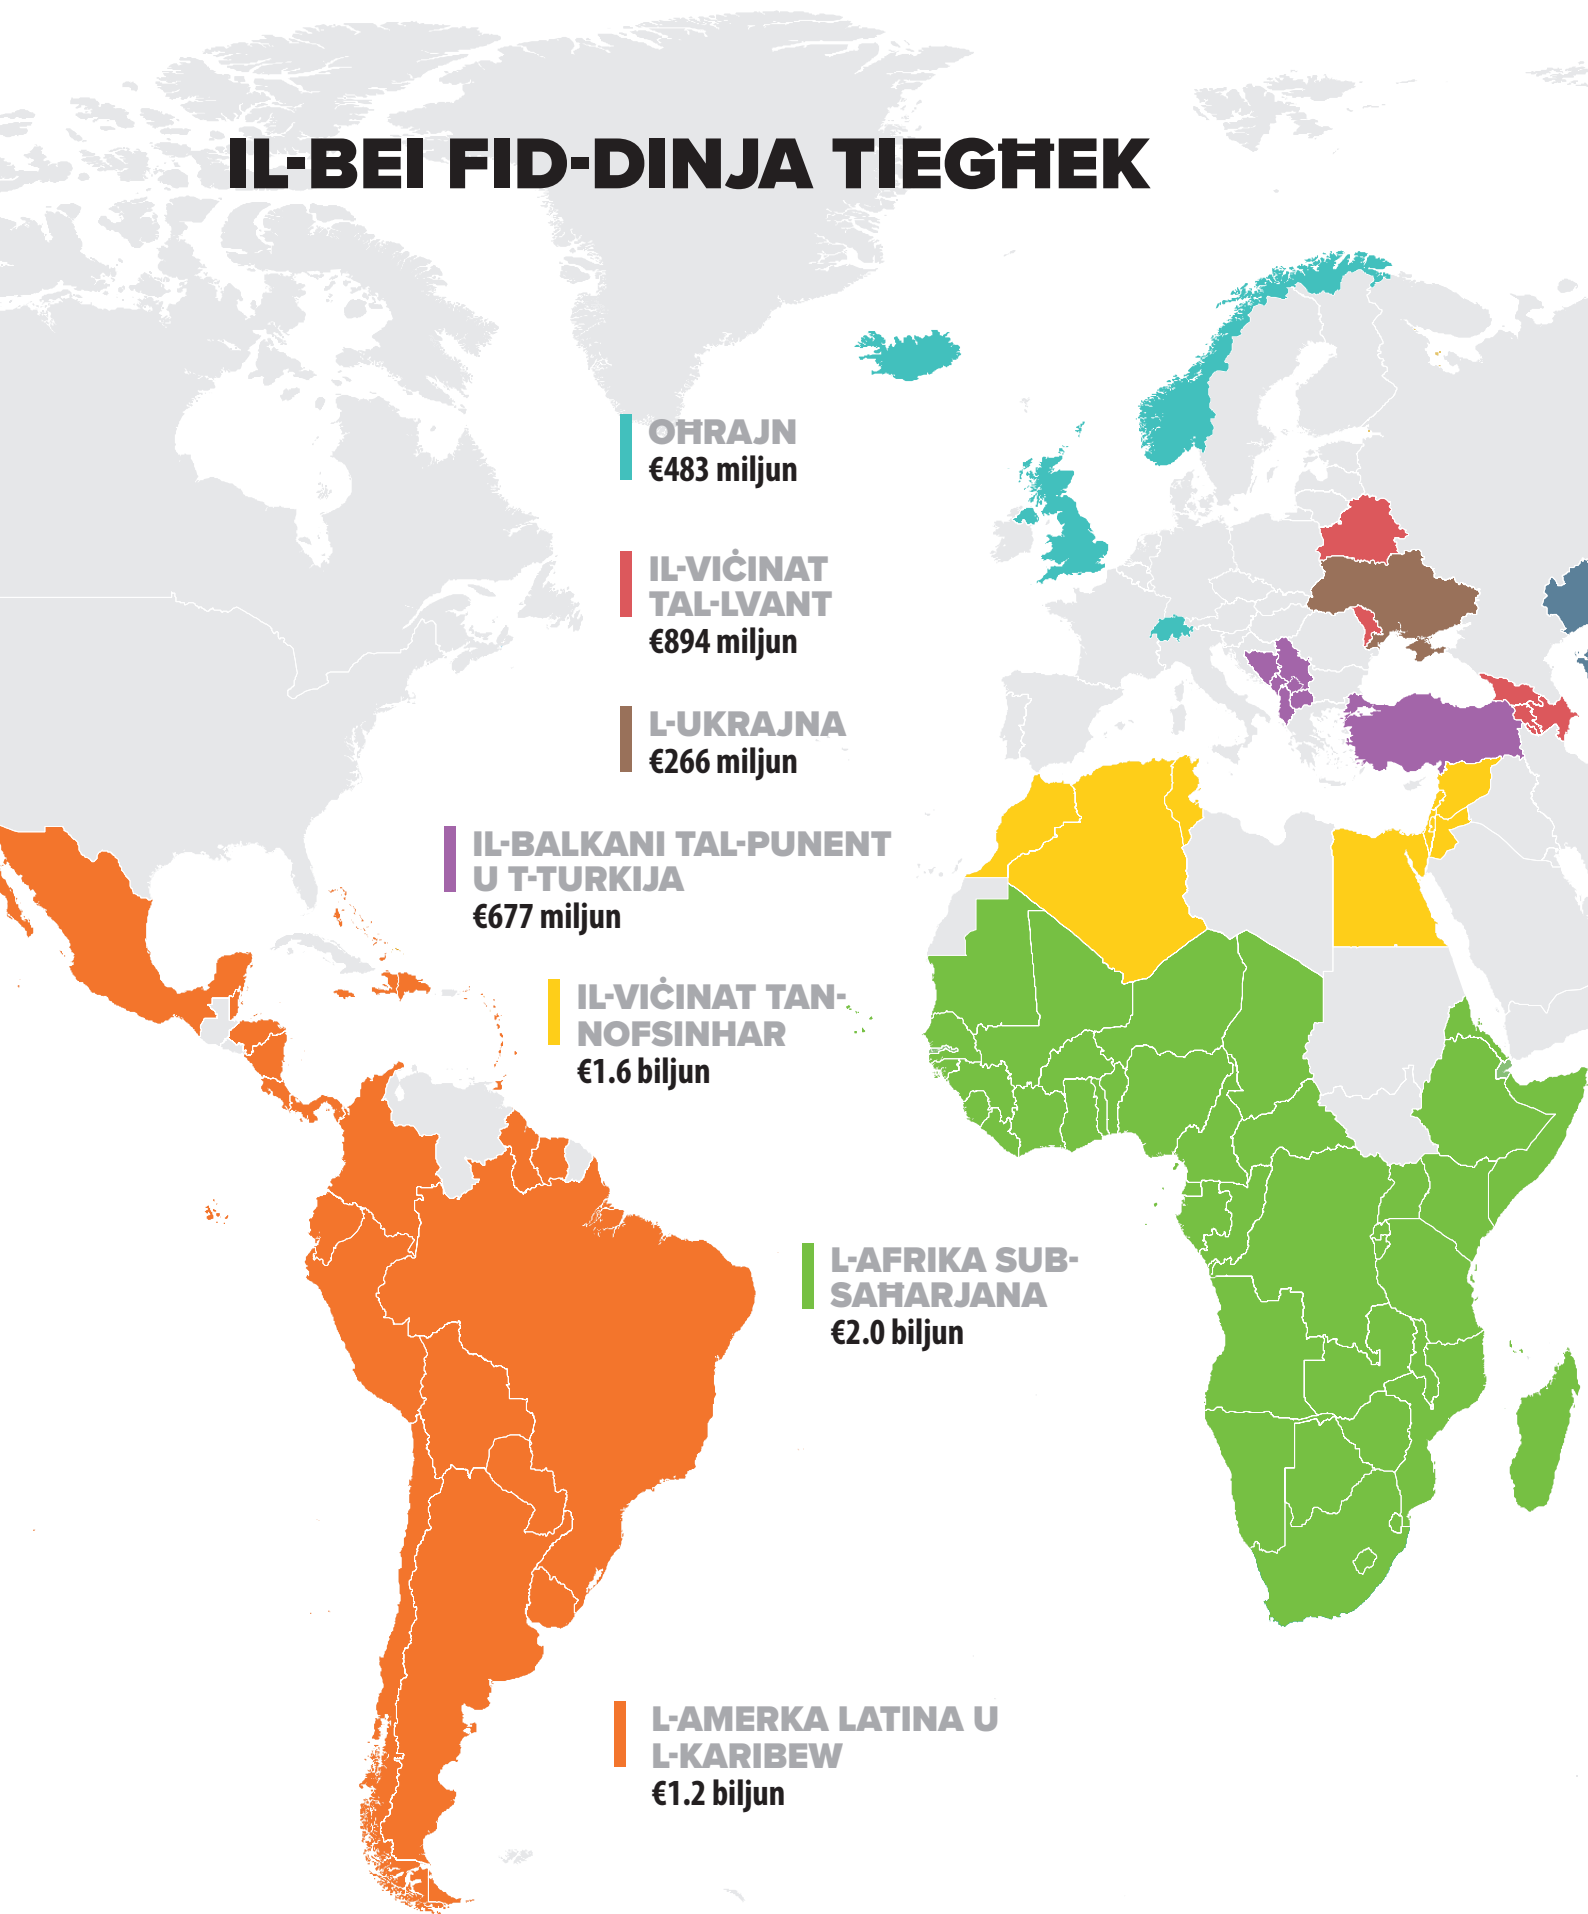 IL-BEI FID-DINJA TIEGĦEK
OĦRAJN
€483 miljun
IL-VIĊINAT
TAL-LVANT
€894 miljun
L-UKRAJNA
€266 miljun
IL-BALKANI TAL-PUNENT
U T-TURKIJA
€677 miljun
IL-VIĊINAT TAN-
NOFSINHAR
€1.6 biljun
L-AFRIKA SUB-
SAĦARJANA
€2.0 biljun
L-AMERKA LATINA U
L-KARIBEW
€1.2 biljun